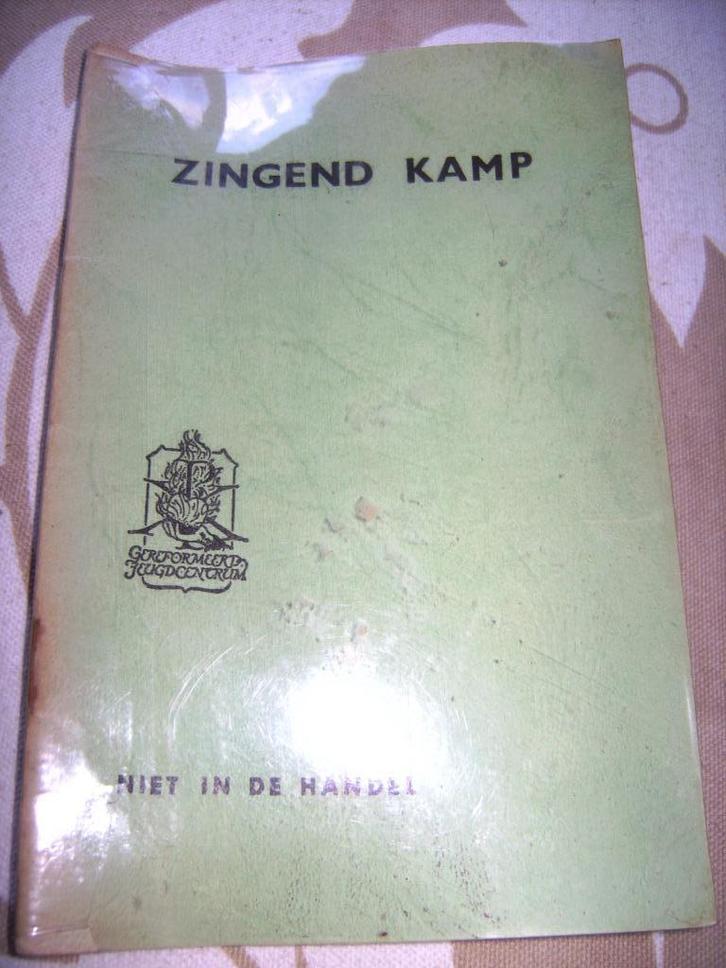 ZINGEND KAMP
GEREFORMEERD
JEUGDCENTRUM
NIET IN DE HANDEL